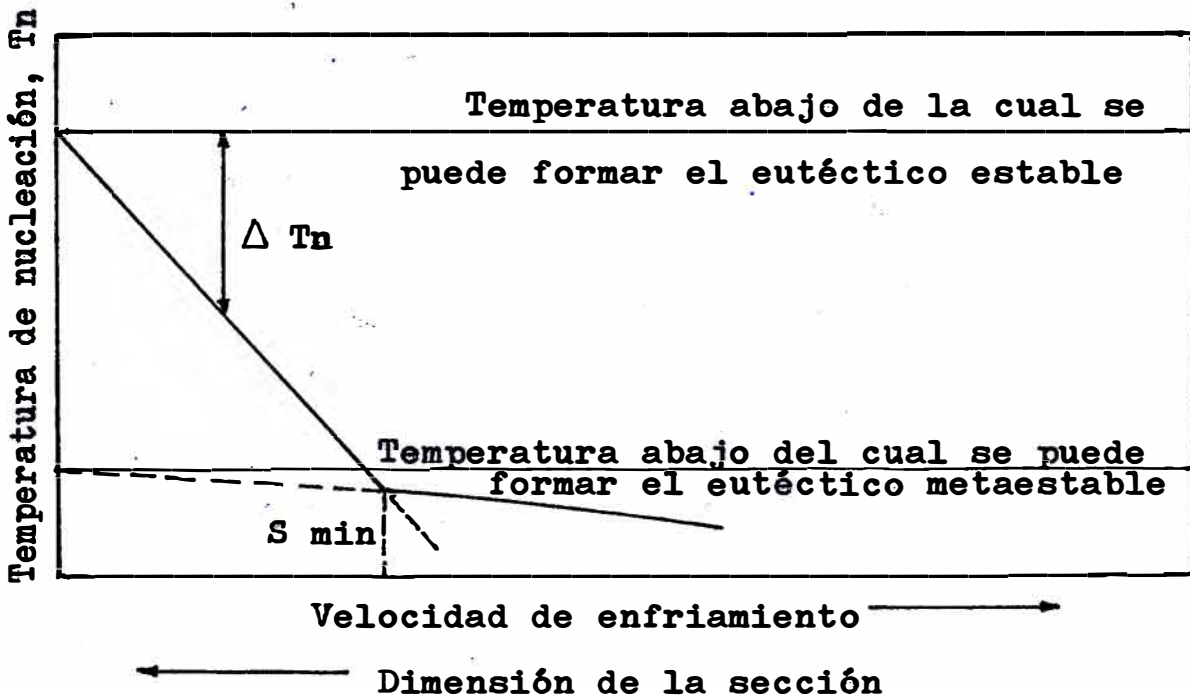 Temperatura de nucleación, Tn
Temperatura abajo de la cual se
puede formar el eutéctico estable
Δ Tn
Temperatura abajo del cual se puede
formar el eutéctico metaestable
S min
Velocidad de enfriamiento
Dimensión de la sección